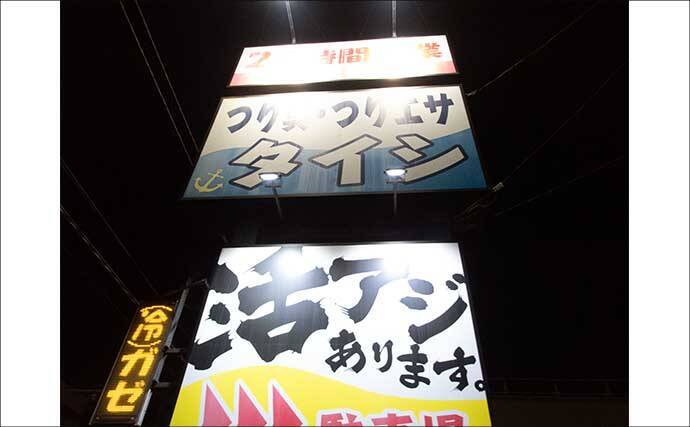 2 時間 業
つり具・つりエサ
タイシ
活アジ
あります。
(冷)ガゼ
駐車場